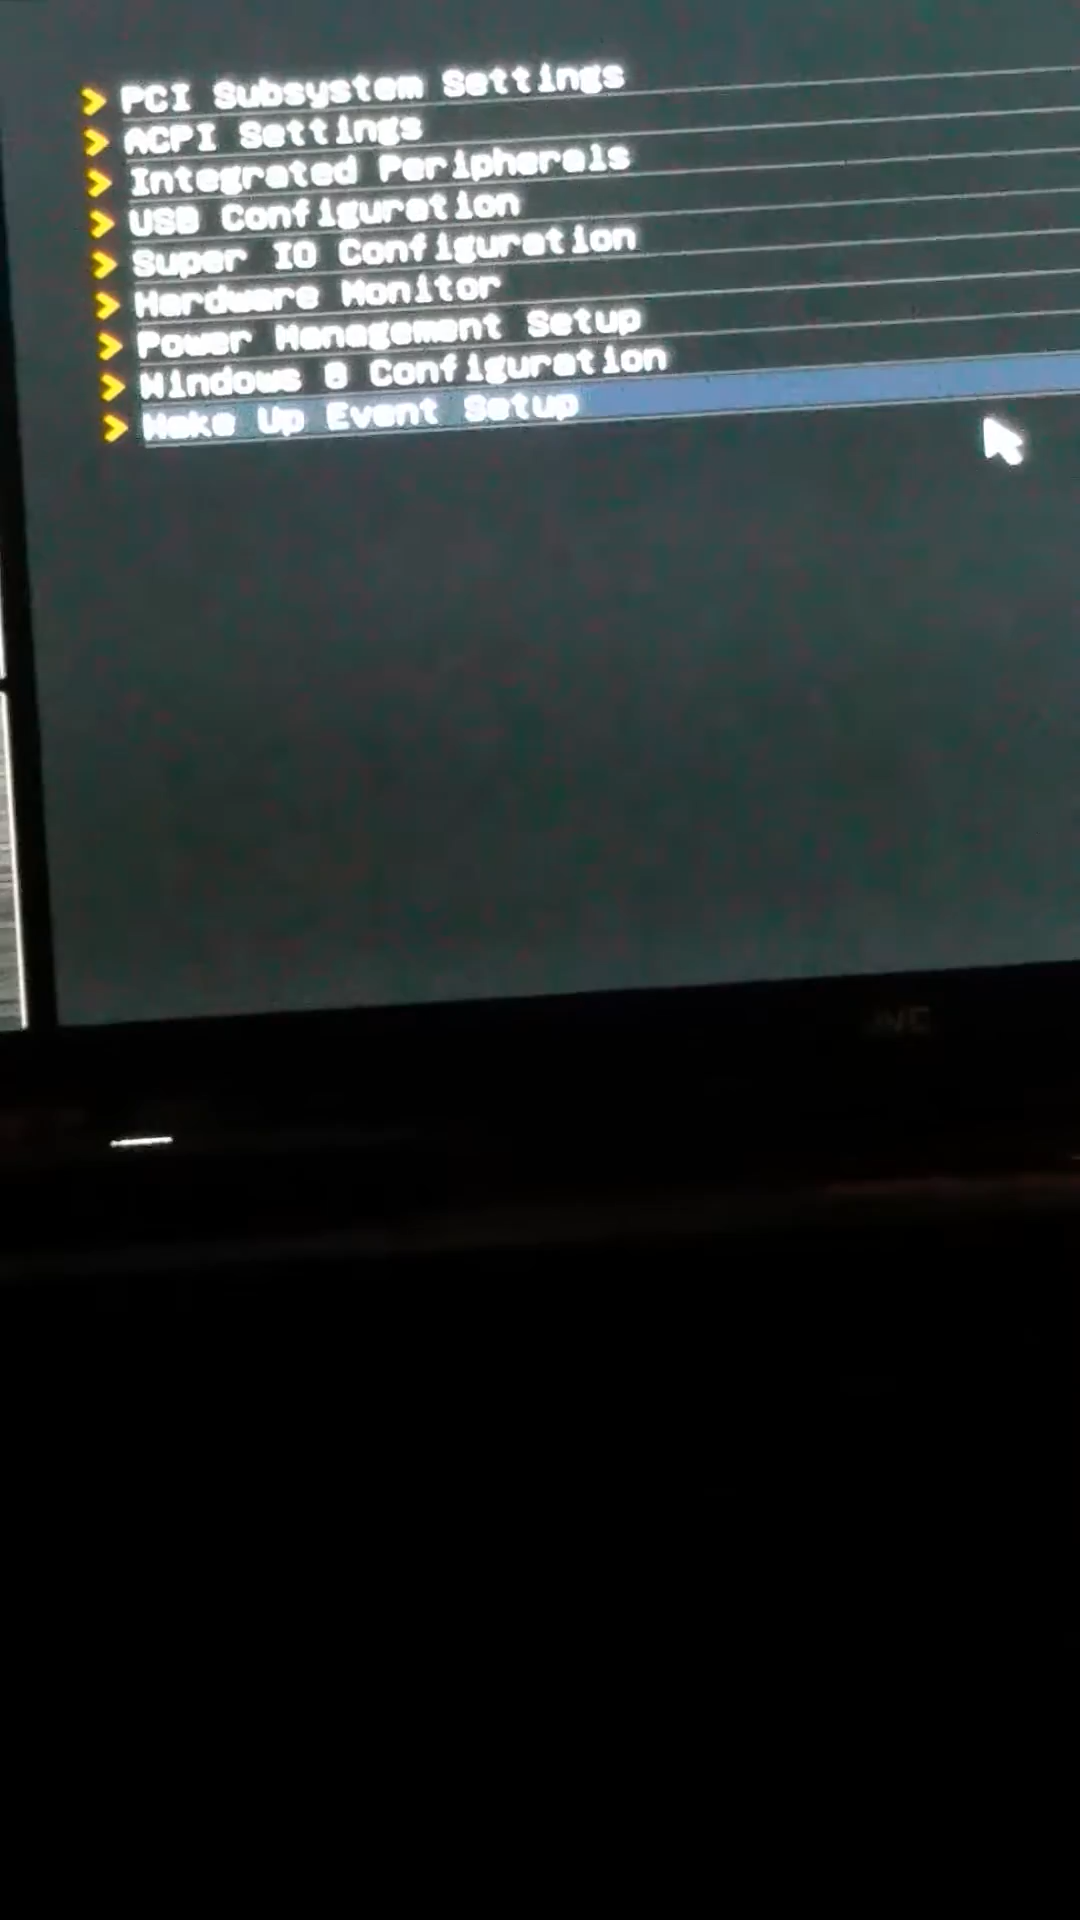 PCI Subsystem Settings
ACPI Settings
Integrated Peripherals
USB Configuration
Super IO Configuration
Hardware Monitor
Power Management Setup
Windows 8 Configuration
Wake Up Event Setup
JVC